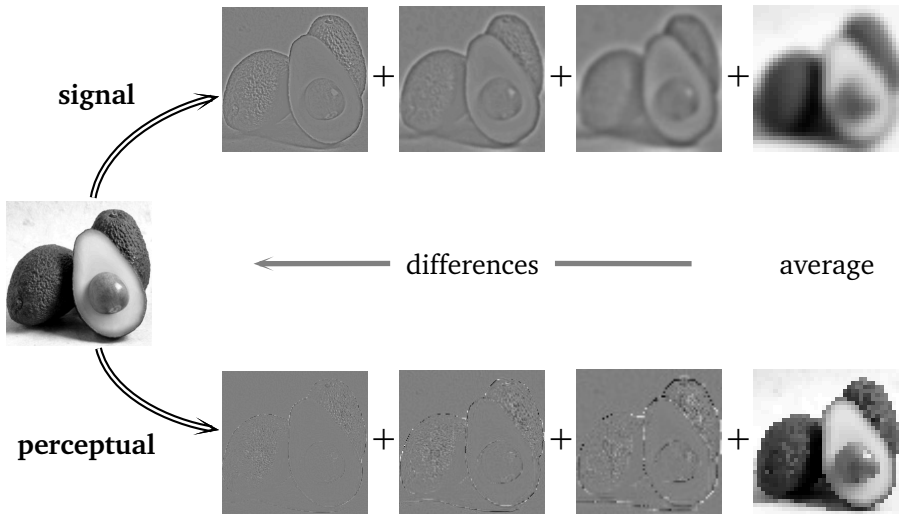 signal
+ + +
differences
average
perceptual
+ + +